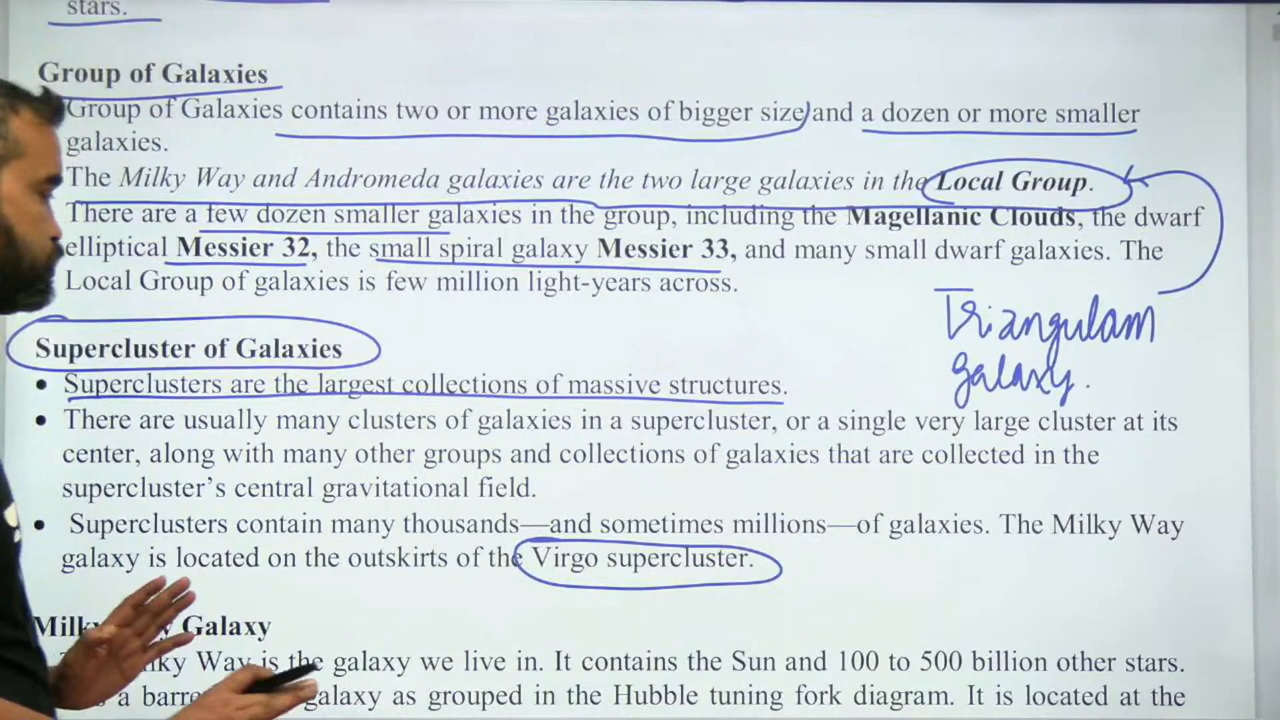 stars.
Group of Galaxies
Group of Galaxies contains two or more galaxies of bigger size and a dozen or more smaller
galaxies.
The Milky Way and Andromeda galaxies are the two large galaxies in the Local Group.
There are a few dozen smaller galaxies in the group, including the Magellanic Clouds, the dwarf
elliptical Messier 32, the small spiral galaxy Messier 33, and many small dwarf galaxies. The
Local Group of galaxies is few million light-years across.
Triangulam
galaxy.
Supercluster of Galaxies
• Superclusters are the largest collections of massive structures.
• There are usually many clusters of galaxies in a supercluster, or a single very large cluster at its
center, along with many other groups and collections of galaxies that are collected in the
supercluster’s central gravitational field.
• Superclusters contain many thousands—and sometimes millions—of galaxies. The Milky Way
galaxy is located on the outskirts of the Virgo supercluster.
Galaxy
Way is the galaxy we live in. It contains the Sun and 100 to 500 billion other stars.
a galaxy as grouped in the Hubble tuning fork diagram. It is located at the